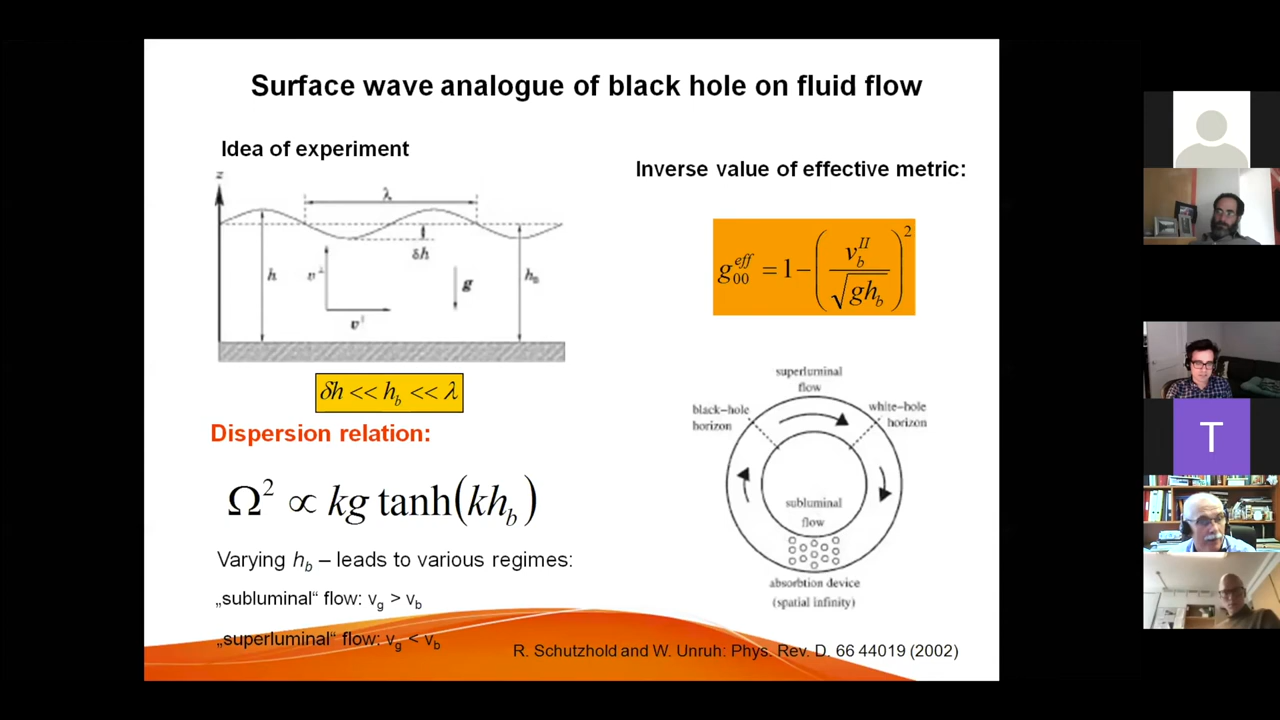 Surface wave analogue of black hole on fluid flow
Idea of experiment
z
λ
δh
h
v⊥
g
h_B
v∥
δh << h_b << λ
Dispersion relation:
Ω² ∝ kg tanh(kh_b)
Varying h_b – leads to various regimes:
„subluminal“ flow: v_g > v_b
„superluminal“ flow: v_g < v_b
Inverse value of effective metric:
g_00^eff = 1 − (v_b^II / √(gh_b))²
superluminal
flow
black–hole
horizon
white–hole
horizon
subluminal
flow
absorbtion device
(spatial infinity)
R. Schutzhold and W. Unruh: Phys. Rev. D. 66 44019 (2002)
T